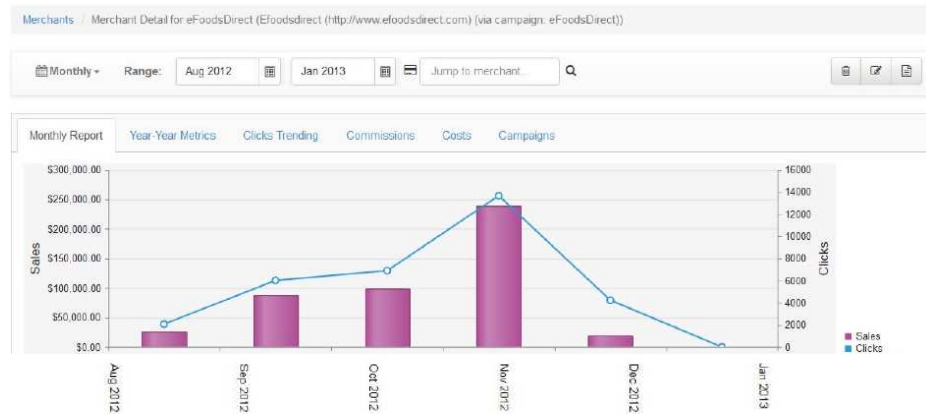 Merchants / Merchant Detail for eFoodsDirect (Efoodsdirect (http://www.efoodsdirect.com) (via campaign: eFoodsDirect))
Monthly Range: Aug 2012 Jan 2013 Jump to merchant...
Monthly Report Year-Year Metrics Clicks Trending Commissions Costs Campaigns
$300,000.00
$250,000.00
$200,000.00
$150,000.00
$100,000.00
$50,000.00
$0.00
Sales
16000
14000
12000
10000
8000
6000
4000
2000
0
Clicks
Sales
Clicks
Aug 2012
Sep 2012
Oct 2012
Nov 2012
Dec 2012
Jan 2013